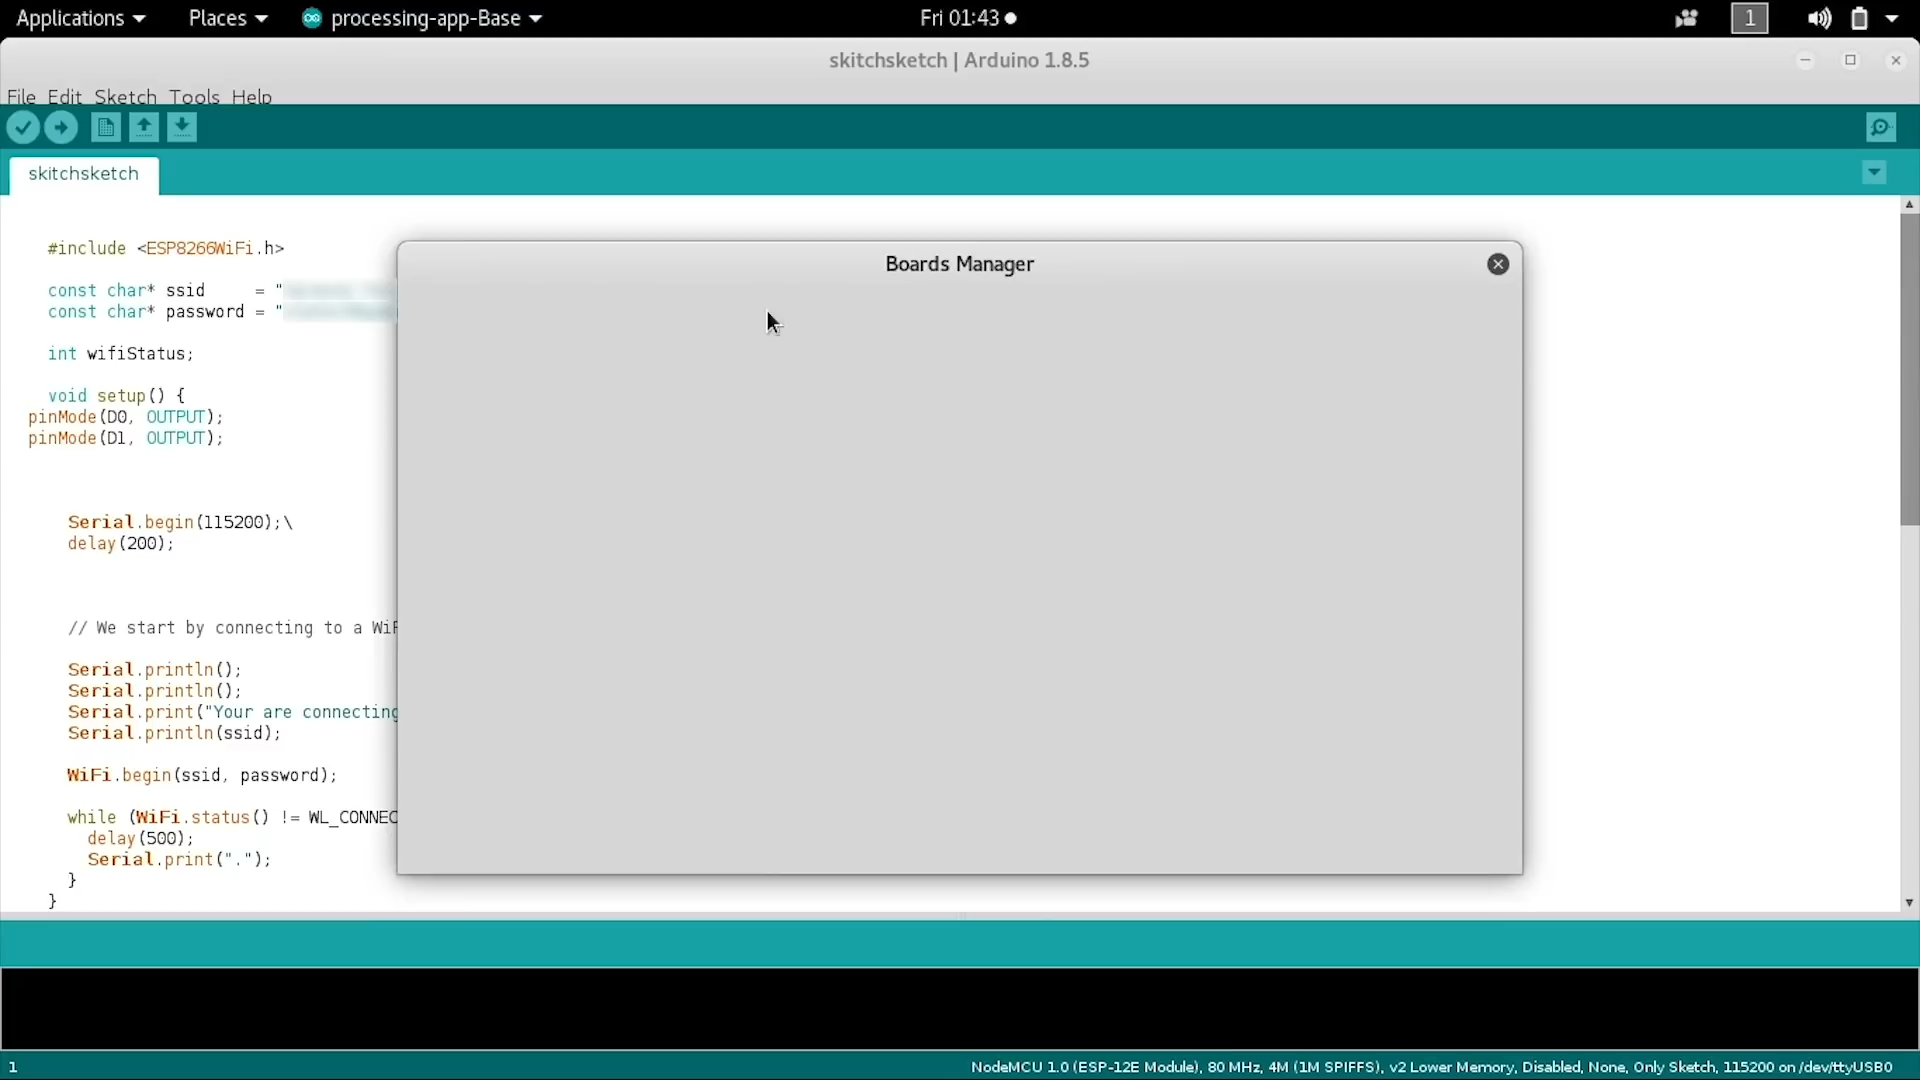 Applications Places processing-app-Base Fri 01:43 1
skitchsketch | Arduino 1.8.5
File Edit Sketch Tools Help
skitchsketch
Boards Manager
#include <ESP8266WiFi.h>
const char* ssid = "
const char* password = "
int wifiStatus;
void setup() {
pinMode(D0, OUTPUT);
pinMode(D1, OUTPUT);
Serial.begin(115200);\
delay(200);
// We start by connecting to a WiF
Serial.println();
Serial.println();
Serial.print("Your are connecting
Serial.println(ssid);
WiFi.begin(ssid, password);
while (WiFi.status() != WL_CONNEC
delay(500);
Serial.print(".");
}
}
1 NodeMCU 1.0 (ESP-12E Module), 80 MHz, 4M (1M SPIFFS), v2 Lower Memory, Disabled, None, Only Sketch, 115200 on /dev/ttyUSB0